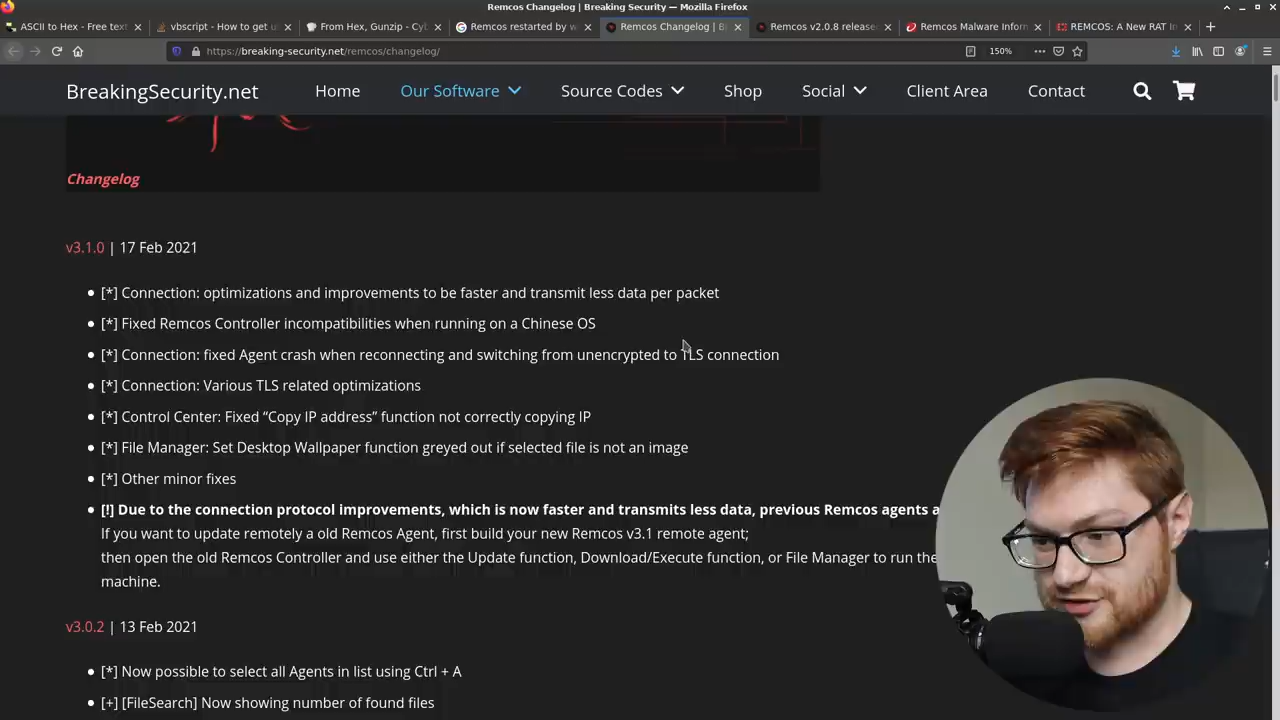 Remcos Changelog | Breaking Security — Mozilla Firefox
ASCII to Hex - Free text
vbscript - How to get u
From Hex, Gunzip - Cyb
Remcos restarted by w
Remcos Changelog | B
Remcos v2.0.8 release
Remcos Malware Inform
REMCOS: A New RAT In
https://breaking-security.net/remcos/changelog/
150%
BreakingSecurity.net
Home
Our Software
Source Codes
Shop
Social
Client Area
Contact
Changelog
v3.1.0 | 17 Feb 2021
[*] Connection: optimizations and improvements to be faster and transmit less data per packet
[*] Fixed Remcos Controller incompatibilities when running on a Chinese OS
[*] Connection: fixed Agent crash when reconnecting and switching from unencrypted to TLS connection
[*] Connection: Various TLS related optimizations
[*] Control Center: Fixed “Copy IP address” function not correctly copying IP
[*] File Manager: Set Desktop Wallpaper function greyed out if selected file is not an image
[*] Other minor fixes
[!] Due to the connection protocol improvements, which is now faster and transmits less data, previous Remcos agents a
If you want to update remotely a old Remcos Agent, first build your new Remcos v3.1 remote agent;
then open the old Remcos Controller and use either the Update function, Download/Execute function, or File Manager to run the
machine.
v3.0.2 | 13 Feb 2021
[*] Now possible to select all Agents in list using Ctrl + A
[+] [FileSearch] Now showing number of found files